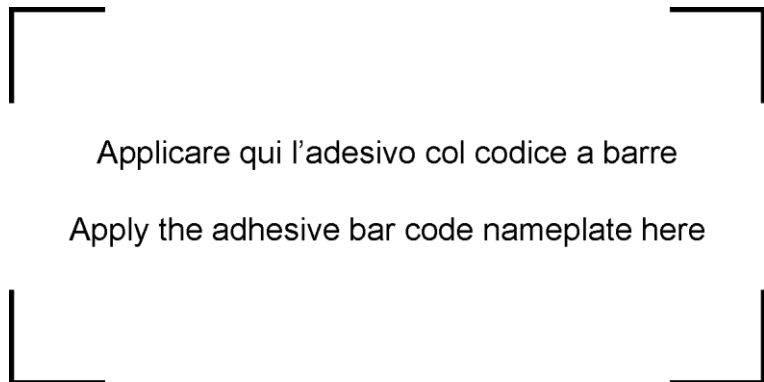 Applicare qui l’adesivo col codice a barre
Apply the adhesive bar code nameplate here